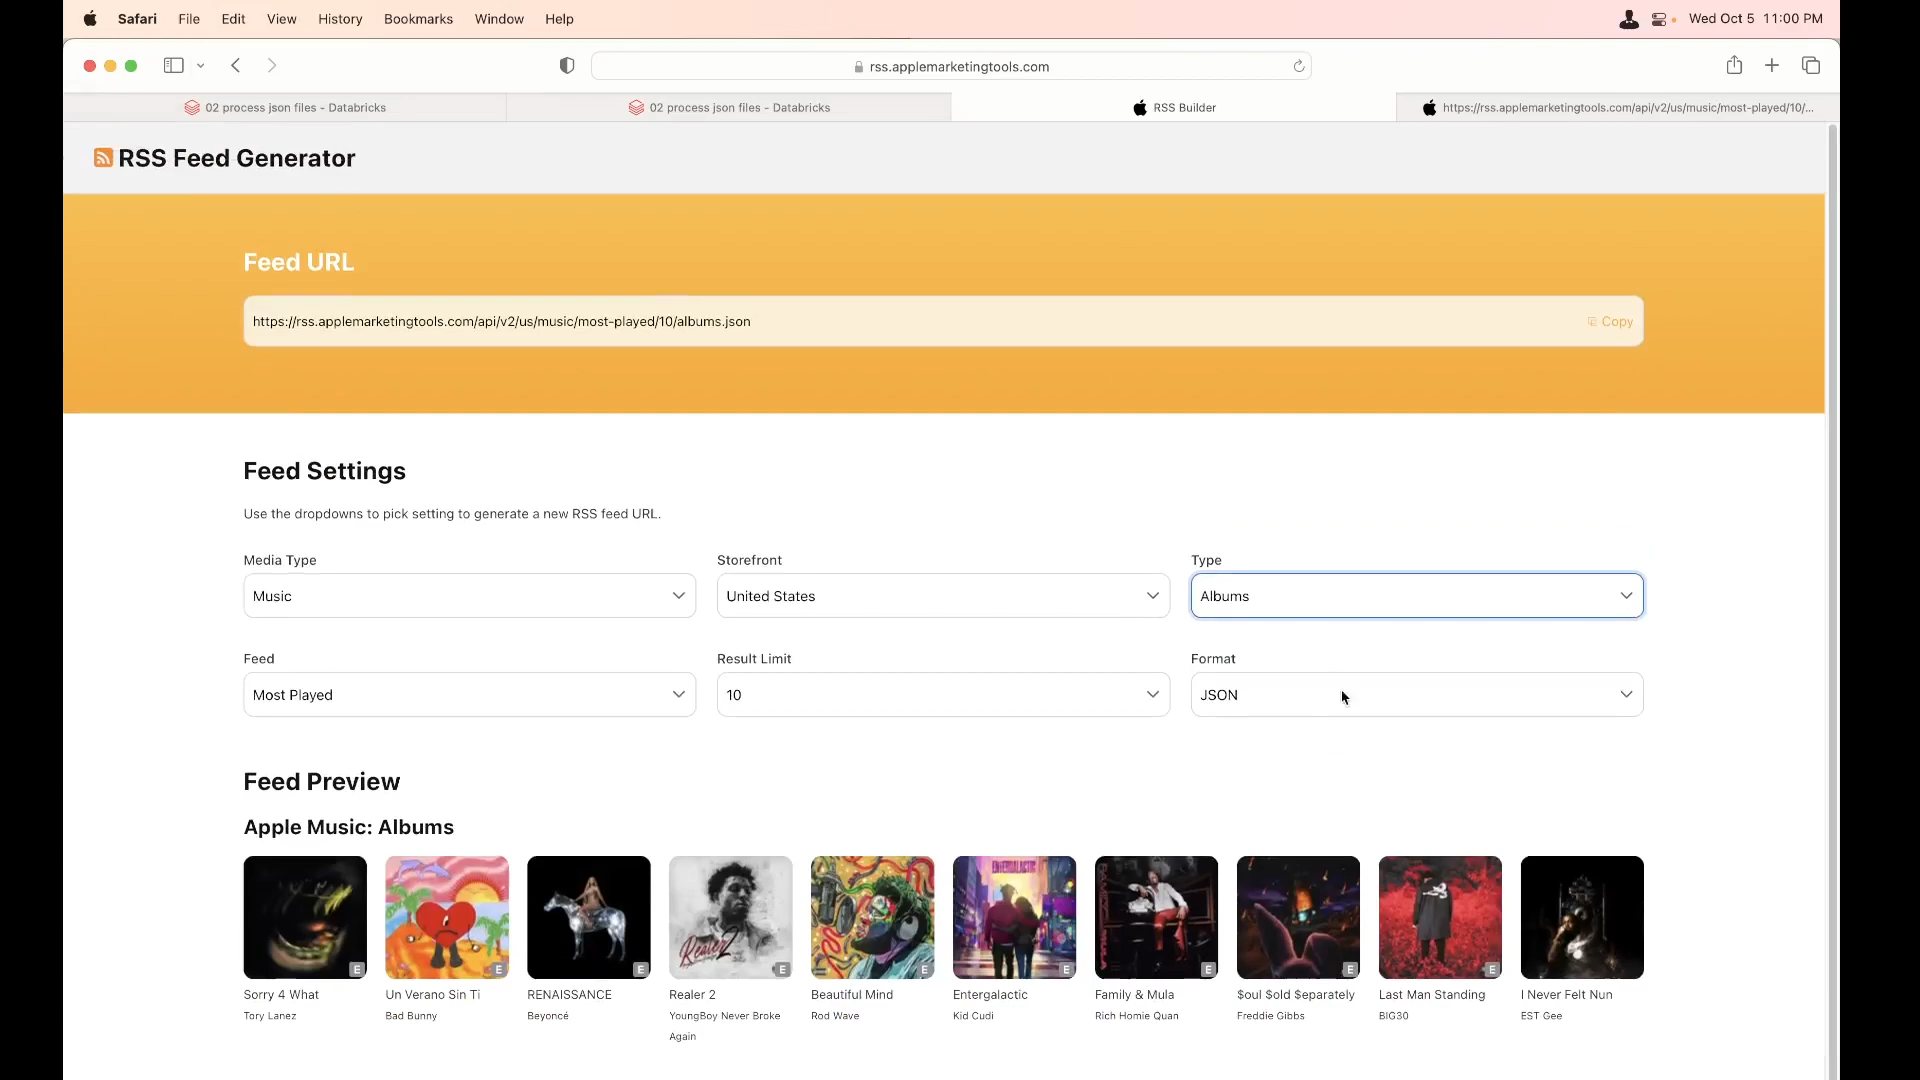 Safari File Edit View History Bookmarks Window Help Wed Oct 5 11:00 PM
rss.applemarketingtools.com
02 process json files - Databricks
02 process json files - Databricks
RSS Builder
https://rss.applemarketingtools.com/api/v2/us/music/most-played/10/...
RSS Feed Generator
Feed URL
https://rss.applemarketingtools.com/api/v2/us/music/most-played/10/albums.json
Copy
Feed Settings
Use the dropdowns to pick setting to generate a new RSS feed URL.
Media Type
Storefront
Type
Music
United States
Albums
Feed
Result Limit
Format
Most Played
10
JSON
Feed Preview
Apple Music: Albums
Realer 2
ENTERGALACTIC
E E E E E E E E E
Sorry 4 What
Tory Lanez
Un Verano Sin Ti
Bad Bunny
RENAISSANCE
Beyoncé
Realer 2
YoungBoy Never Broke
Again
Beautiful Mind
Rod Wave
Entergalactic
Kid Cudi
Family & Mula
Rich Homie Quan
$oul $old $eparately
Freddie Gibbs
Last Man Standing
BIG30
I Never Felt Nun
EST Gee